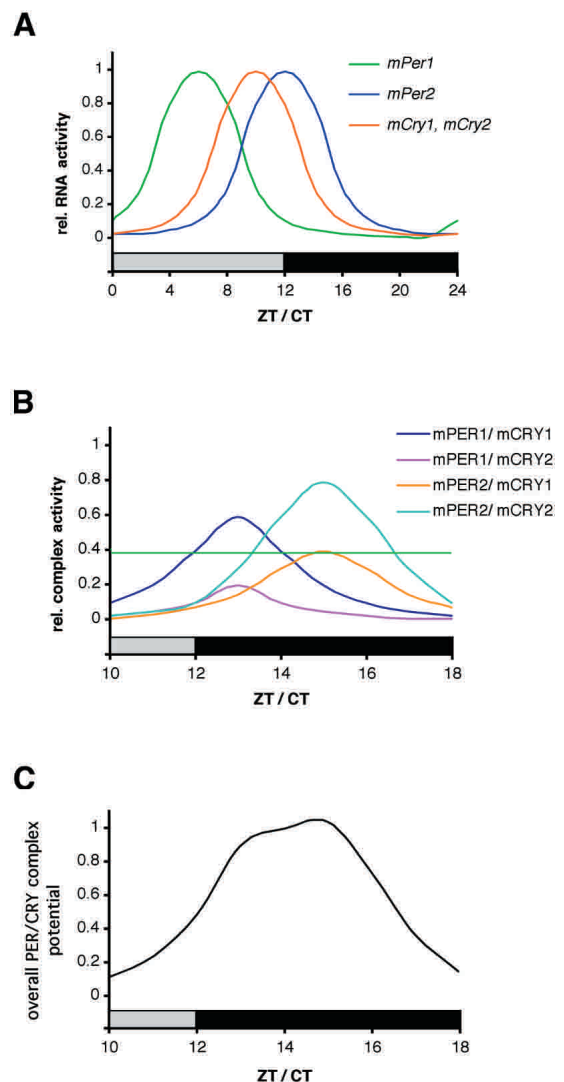 A
rel. RNA activity
1
0.8
0.6
0.4
0.2
0
mPer1
mPer2
mCry1, mCry2
0 4 8 12 16 20 24
ZT / CT
B
rel. complex activity
1
0.8
0.6
0.4
0.2
0
mPER1/ mCRY1
mPER1/ mCRY2
mPER2/ mCRY1
mPER2/ mCRY2
10 12 14 16 18
ZT / CT
C
overall PER/CRY complex
potential
1
0.8
0.6
0.4
0.2
0
10 12 14 16 18
ZT / CT